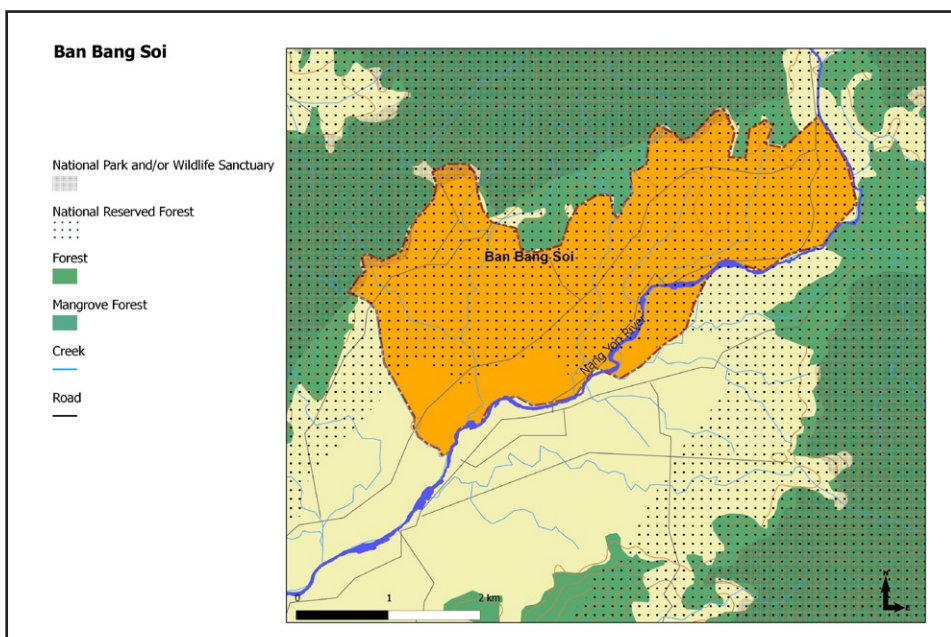 Ban Bang Soi
National Park and/or Wildlife Sanctuary
National Reserved Forest
Forest
Mangrove Forest
Creek
Road
Ban Bang Soi
Nang Yon River
0 1 2 km
N
E